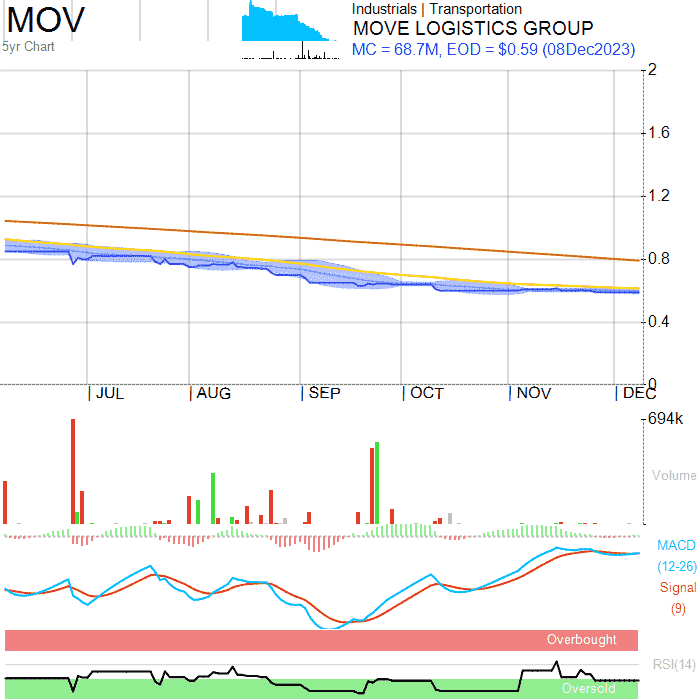 MOV
5yr Chart
Industrials | Transportation
MOVE LOGISTICS GROUP
MC = 68.7M, EOD = $0.59 (08Dec2023)
2
1.6
1.2
0.8
0.4
0
| JUL | AUG | SEP | OCT | NOV | DEC
694k
Volume
MACD
(12-26)
Signal
(9)
Overbought
RSI(14)
Oversold